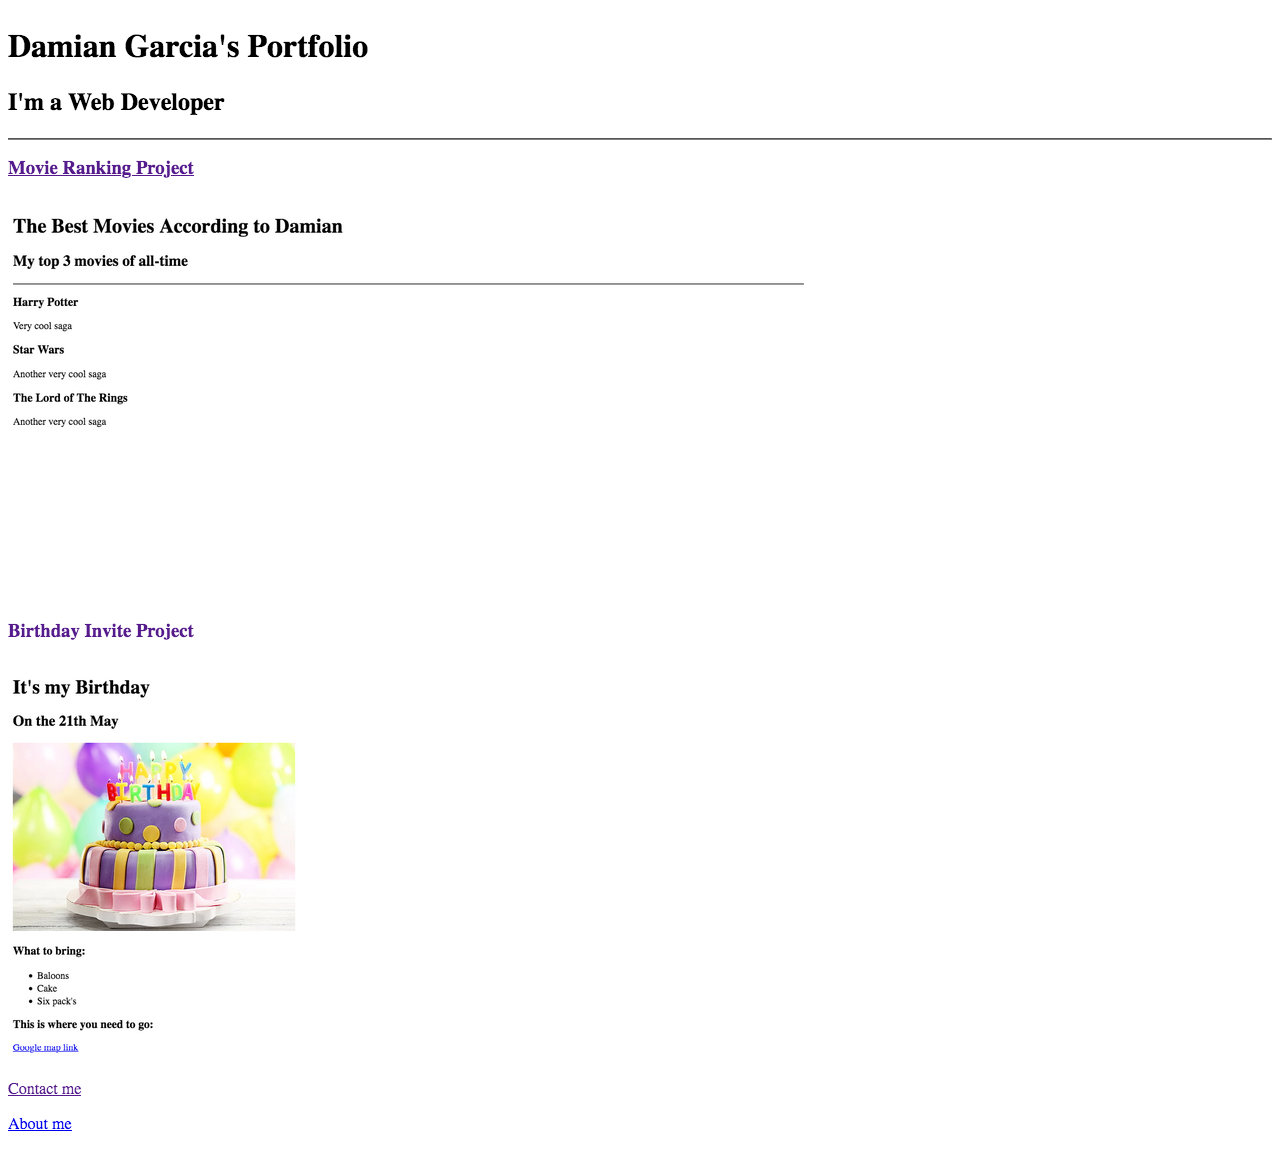 Damian Garcia's Portfolio
I'm a Web Developer
Movie Ranking Project
The Best Movies According to Damian
My top 3 movies of all-time
Harry Potter
Very cool saga
Star Wars
Another very cool saga
The Lord of The Rings
Another very cool saga
Birthday Invite Project
It's my Birthday
On the 21th May
HAPPY
BIRTHDAY
What to bring:
Baloons
Cake
Six pack's
This is where you need to go:
Google map link
Contact me
About me